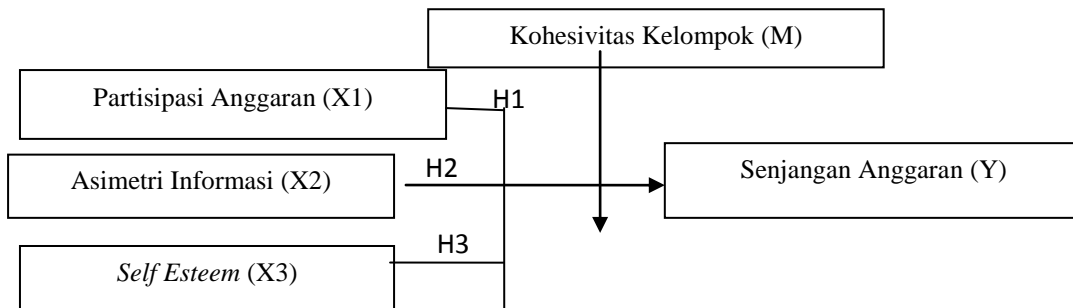 Kohesivitas Kelompok (M)
Partisipasi Anggaran (X1)
H1
Asimetri Informasi (X2)
H2
Senjangan Anggaran (Y)
Self Esteem (X3)
H3